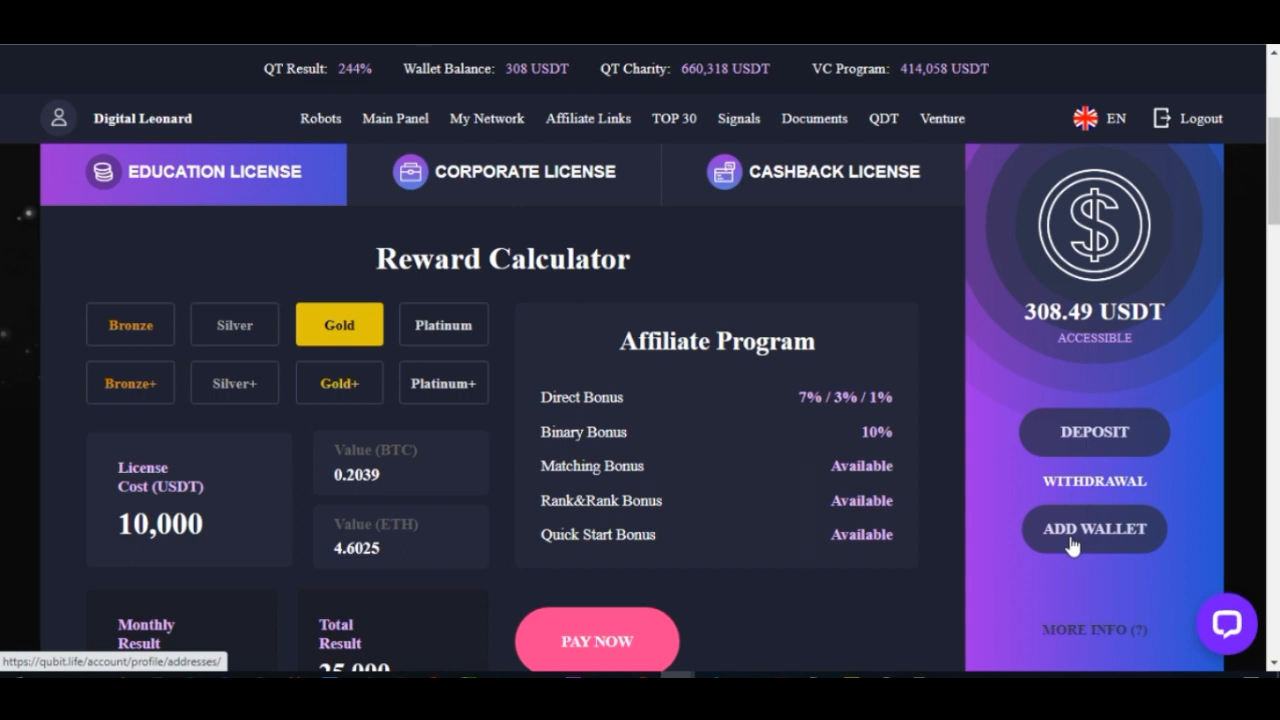 QT Result: 244% Wallet Balance: 308 USDT QT Charity: 660,318 USDT VC Program: 414,058 USDT
Digital Leonard Robots Main Panel My Network Affiliate Links TOP 30 Signals Documents QDT Venture EN Logout
EDUCATION LICENSE CORPORATE LICENSE CASHBACK LICENSE
Reward Calculator
Bronze Silver Gold Platinum
Bronze+ Silver+ Gold+ Platinum+
License
Cost (USDT)
10,000
Value (BTC)
0.2039
Value (ETH)
4.6025
Monthly
Result
Total
Result
25,000
Affiliate Program
Direct Bonus 7% / 3% / 1%
Binary Bonus 10%
Matching Bonus Available
Rank&Rank Bonus Available
Quick Start Bonus Available
PAY NOW
308.49 USDT
ACCESSIBLE
DEPOSIT
WITHDRAWAL
ADD WALLET
MORE INFO (?)
https://qubit.life/account/profile/addresses/